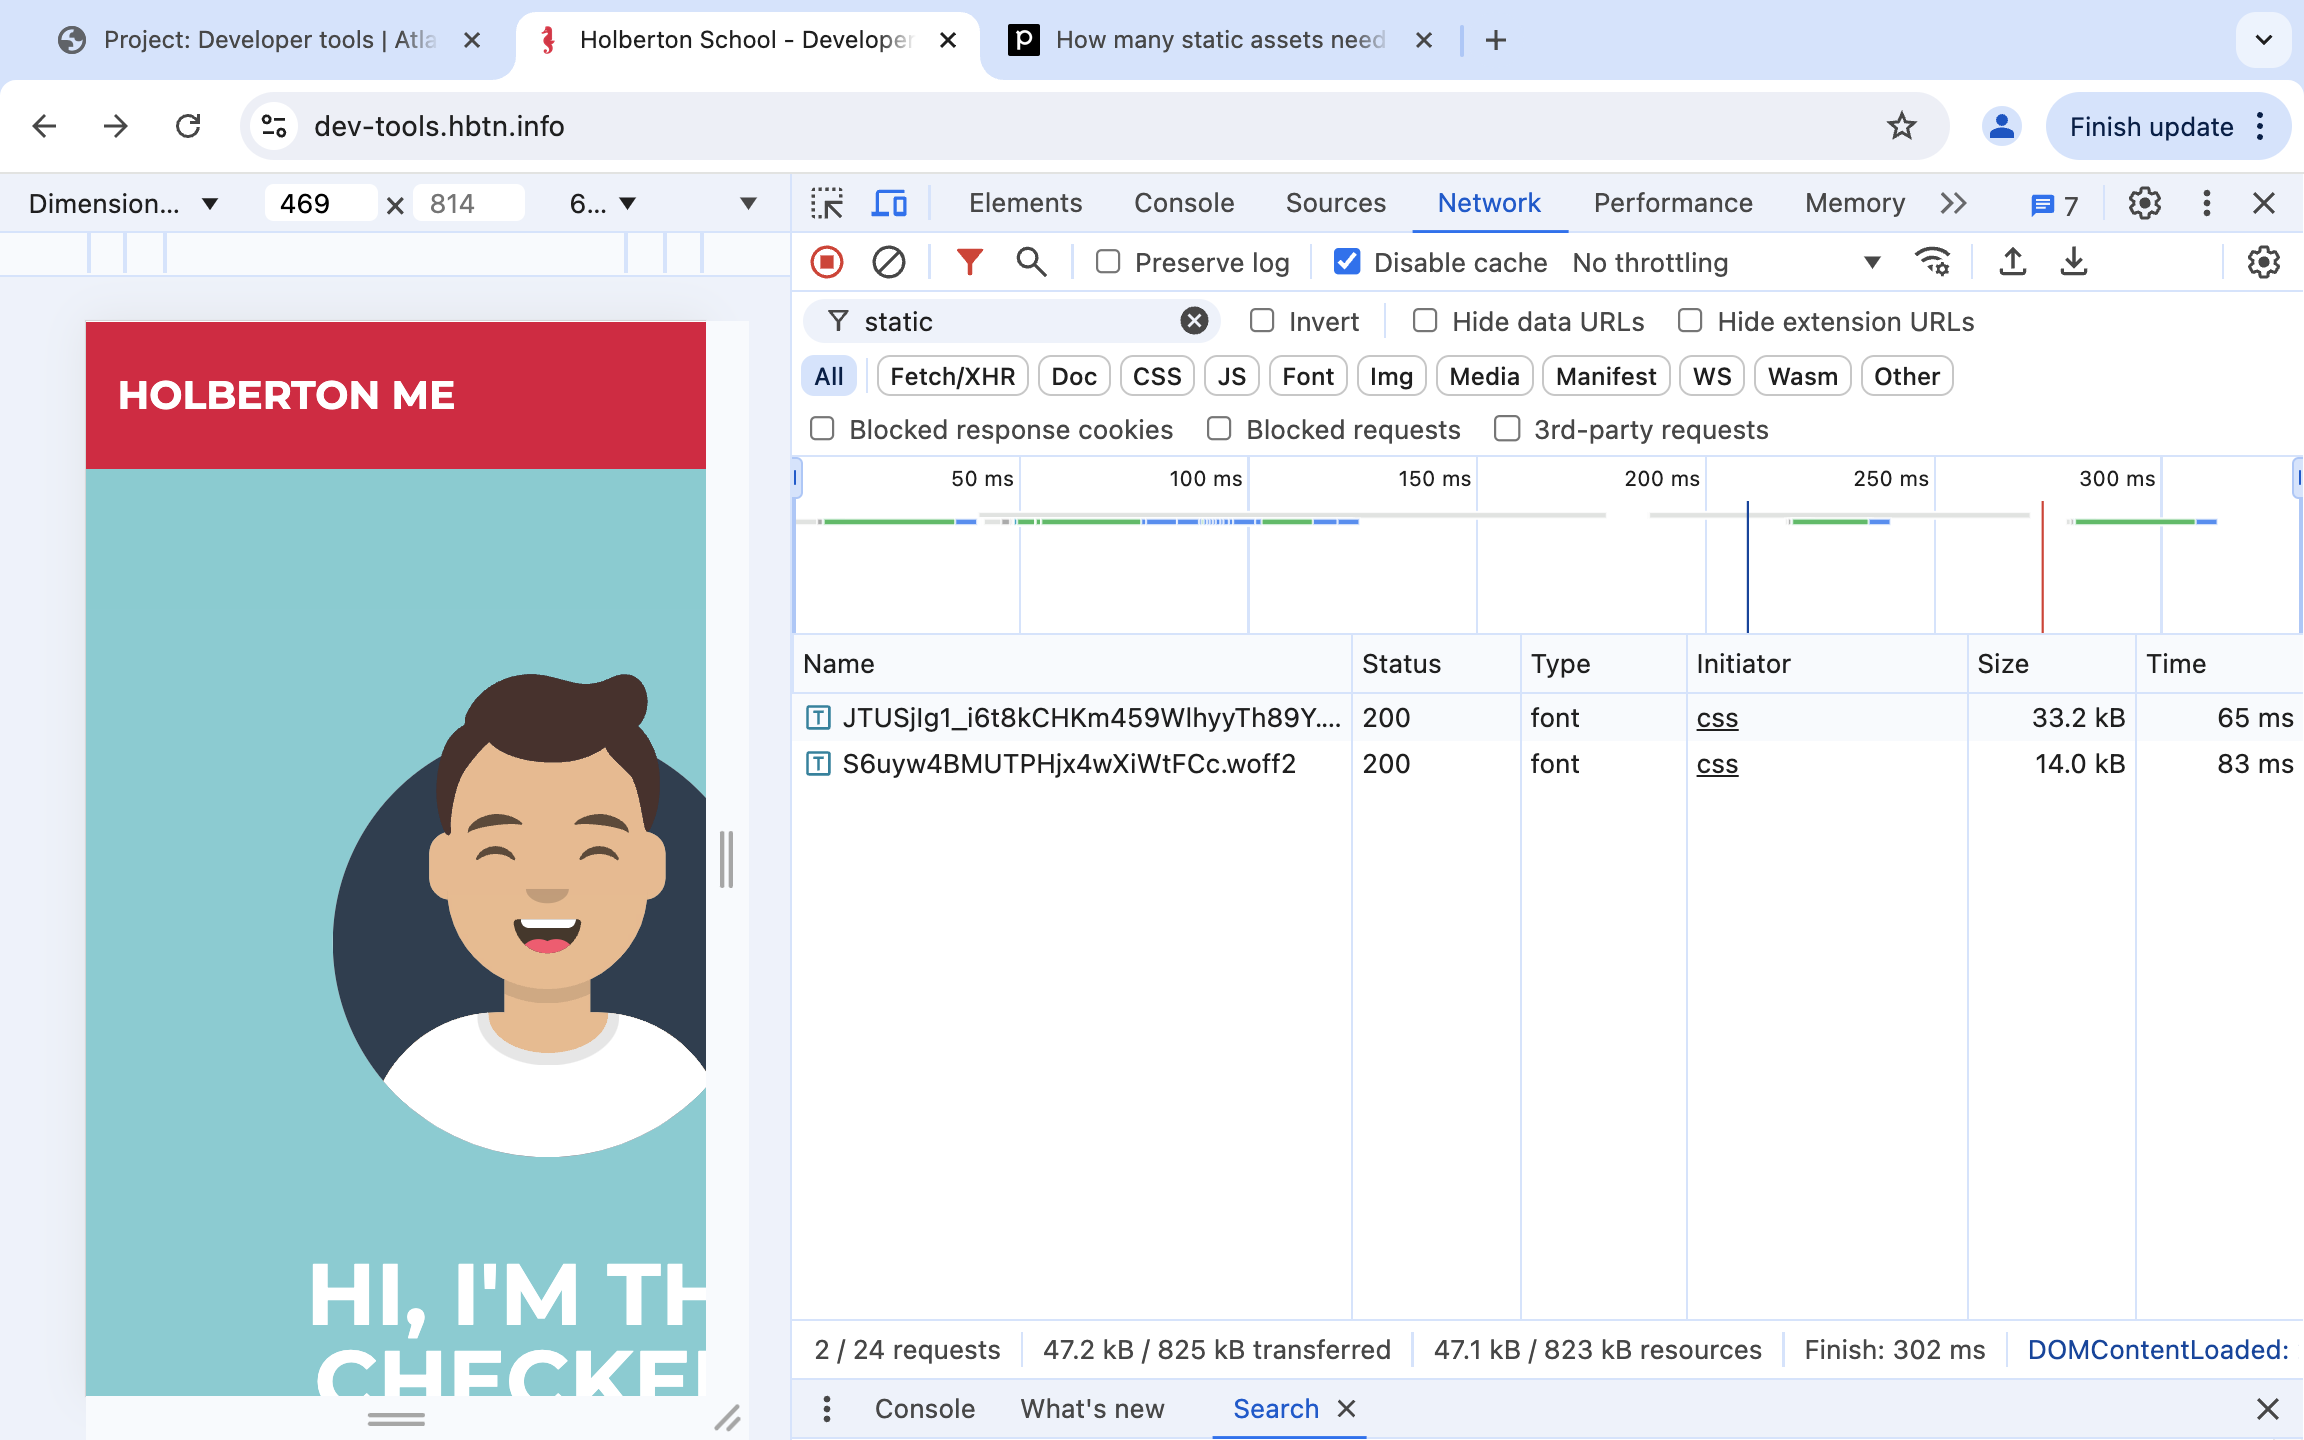 Project: Developer tools | Atla
Holberton School - Developer
How many static assets need
dev-tools.hbtn.info
Finish update
Dimension...
469 × 814
6...
Elements Console Sources Network Performance Memory
7
Preserve log
Disable cache
No throttling
static
Invert
Hide data URLs
Hide extension URLs
All Fetch/XHR Doc CSS JS Font Img Media Manifest WS Wasm Other
Blocked response cookies
Blocked requests
3rd-party requests
50 ms 100 ms 150 ms 200 ms 250 ms 300 ms
Name Status Type Initiator Size Time
JTUSjIg1_i6t8kCHKm459WlhyyTh89Y.... 200 font css 33.2 kB 65 ms
S6uyw4BMUTPHjx4wXiWtFCc.woff2 200 font css 14.0 kB 83 ms
2 / 24 requests 47.2 kB / 825 kB transferred 47.1 kB / 823 kB resources Finish: 302 ms DOMContentLoaded:
Console What's new Search
HOLBERTON ME
HI, I'M TH
CHECKE